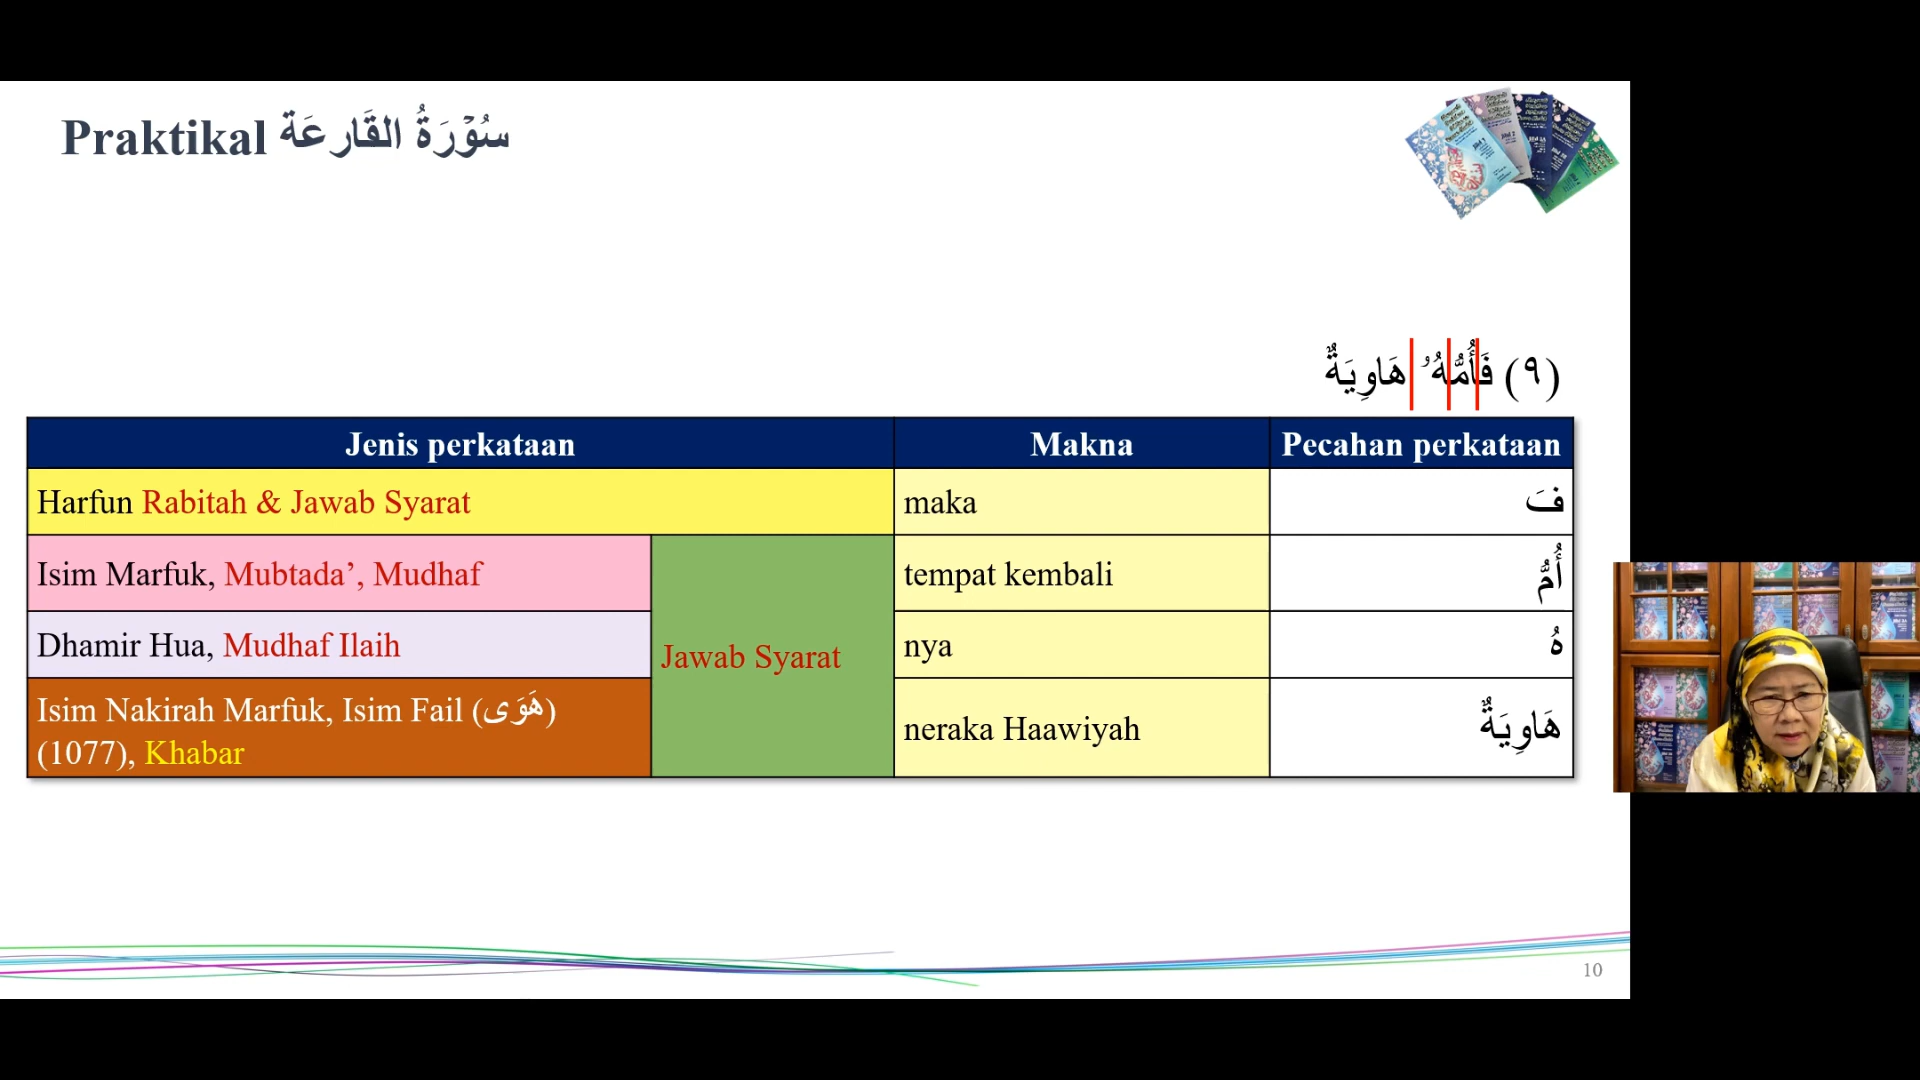 Praktikal سُوْرَةُ القَارعَة
(٩) فَأُمُّهُۥ هَاوِيَةٌ
Jenis perkataan Makna Pecahan perkataan
Harfun Rabitah & Jawab Syarat maka فَ
Isim Marfuk, Mubtada’, Mudhaf tempat kembali أُمُّ
Dhamir Hua, Mudhaf Ilaih Jawab Syarat nya هُ
Isim Nakirah Marfuk, Isim Fail (هَوَى)
(1077), Khabar neraka Haawiyah هَاوِيَةٌ
10